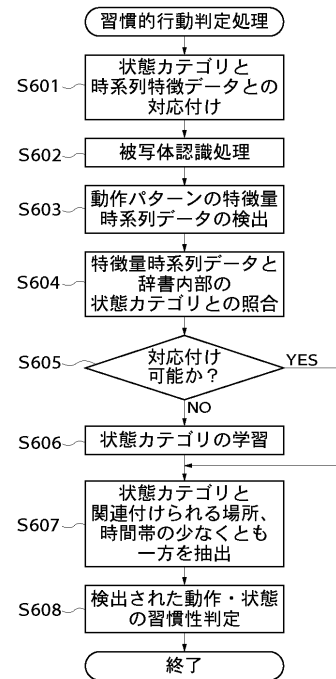 習慣的行動判定処理
S601
状態カテゴリと
時系列特徴データとの
対応付け
S602
被写体認識処理
S603
動作パターンの特徴量
時系列データの検出
S604
特徴量時系列データと
辞書内部の
状態カテゴリとの照合
S605
対応付け
可能か？
YES
NO
S606
状態カテゴリの学習
S607
状態カテゴリと
関連付けられる場所、
時間帯の少なくとも
一方を抽出
S608
検出された動作・状態
の習慣性判定
終了